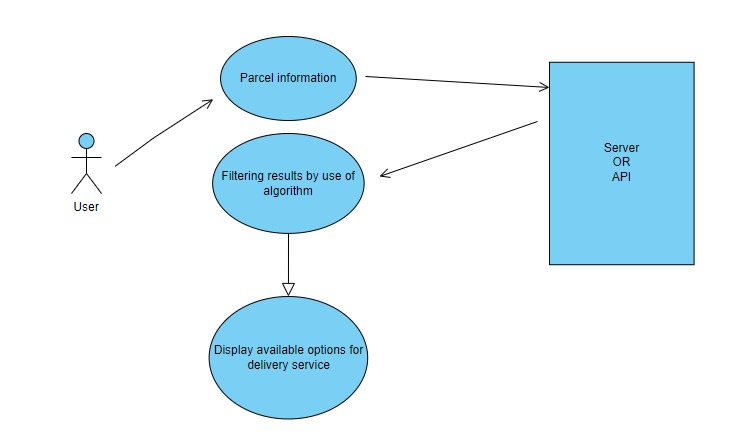 Parcel information
Server
OR
API
Filtering results by use of
algorithm
User
Display available options for
delivery service